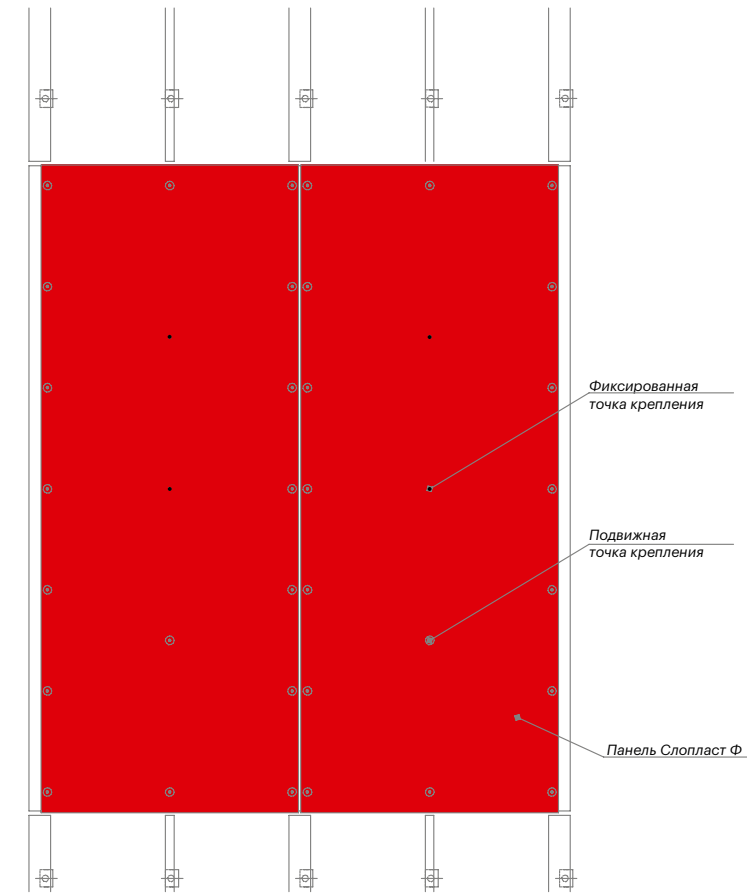 Фиксированная
точка крепления
Подвижная
точка крепления
Панель Слопласт Ф